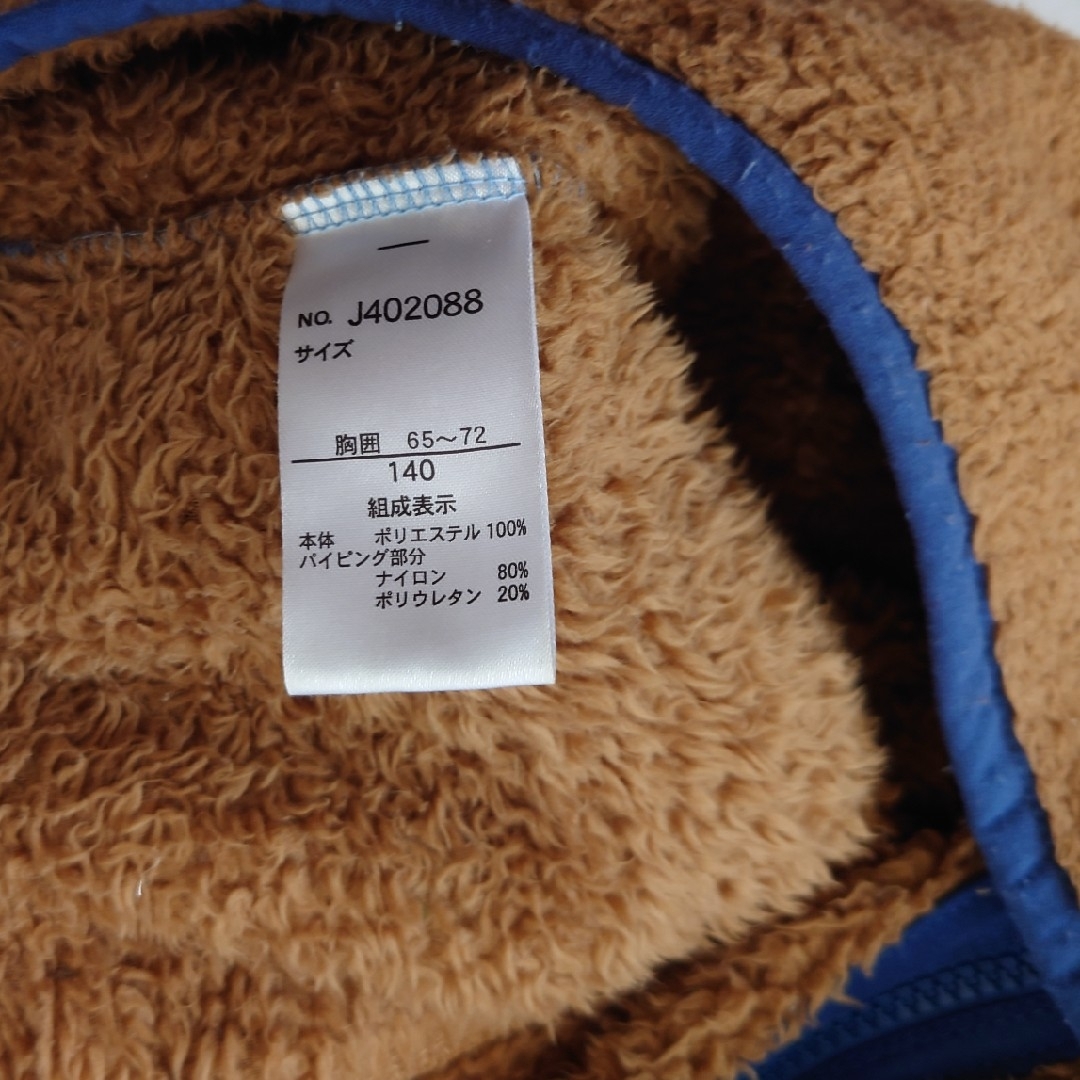 NO. J402088
サイズ
胸囲 65～72
140
組成表示
本体 ポリエステル 100%
パイピング部分
ナイロン 80%
ポリウレタン 20%